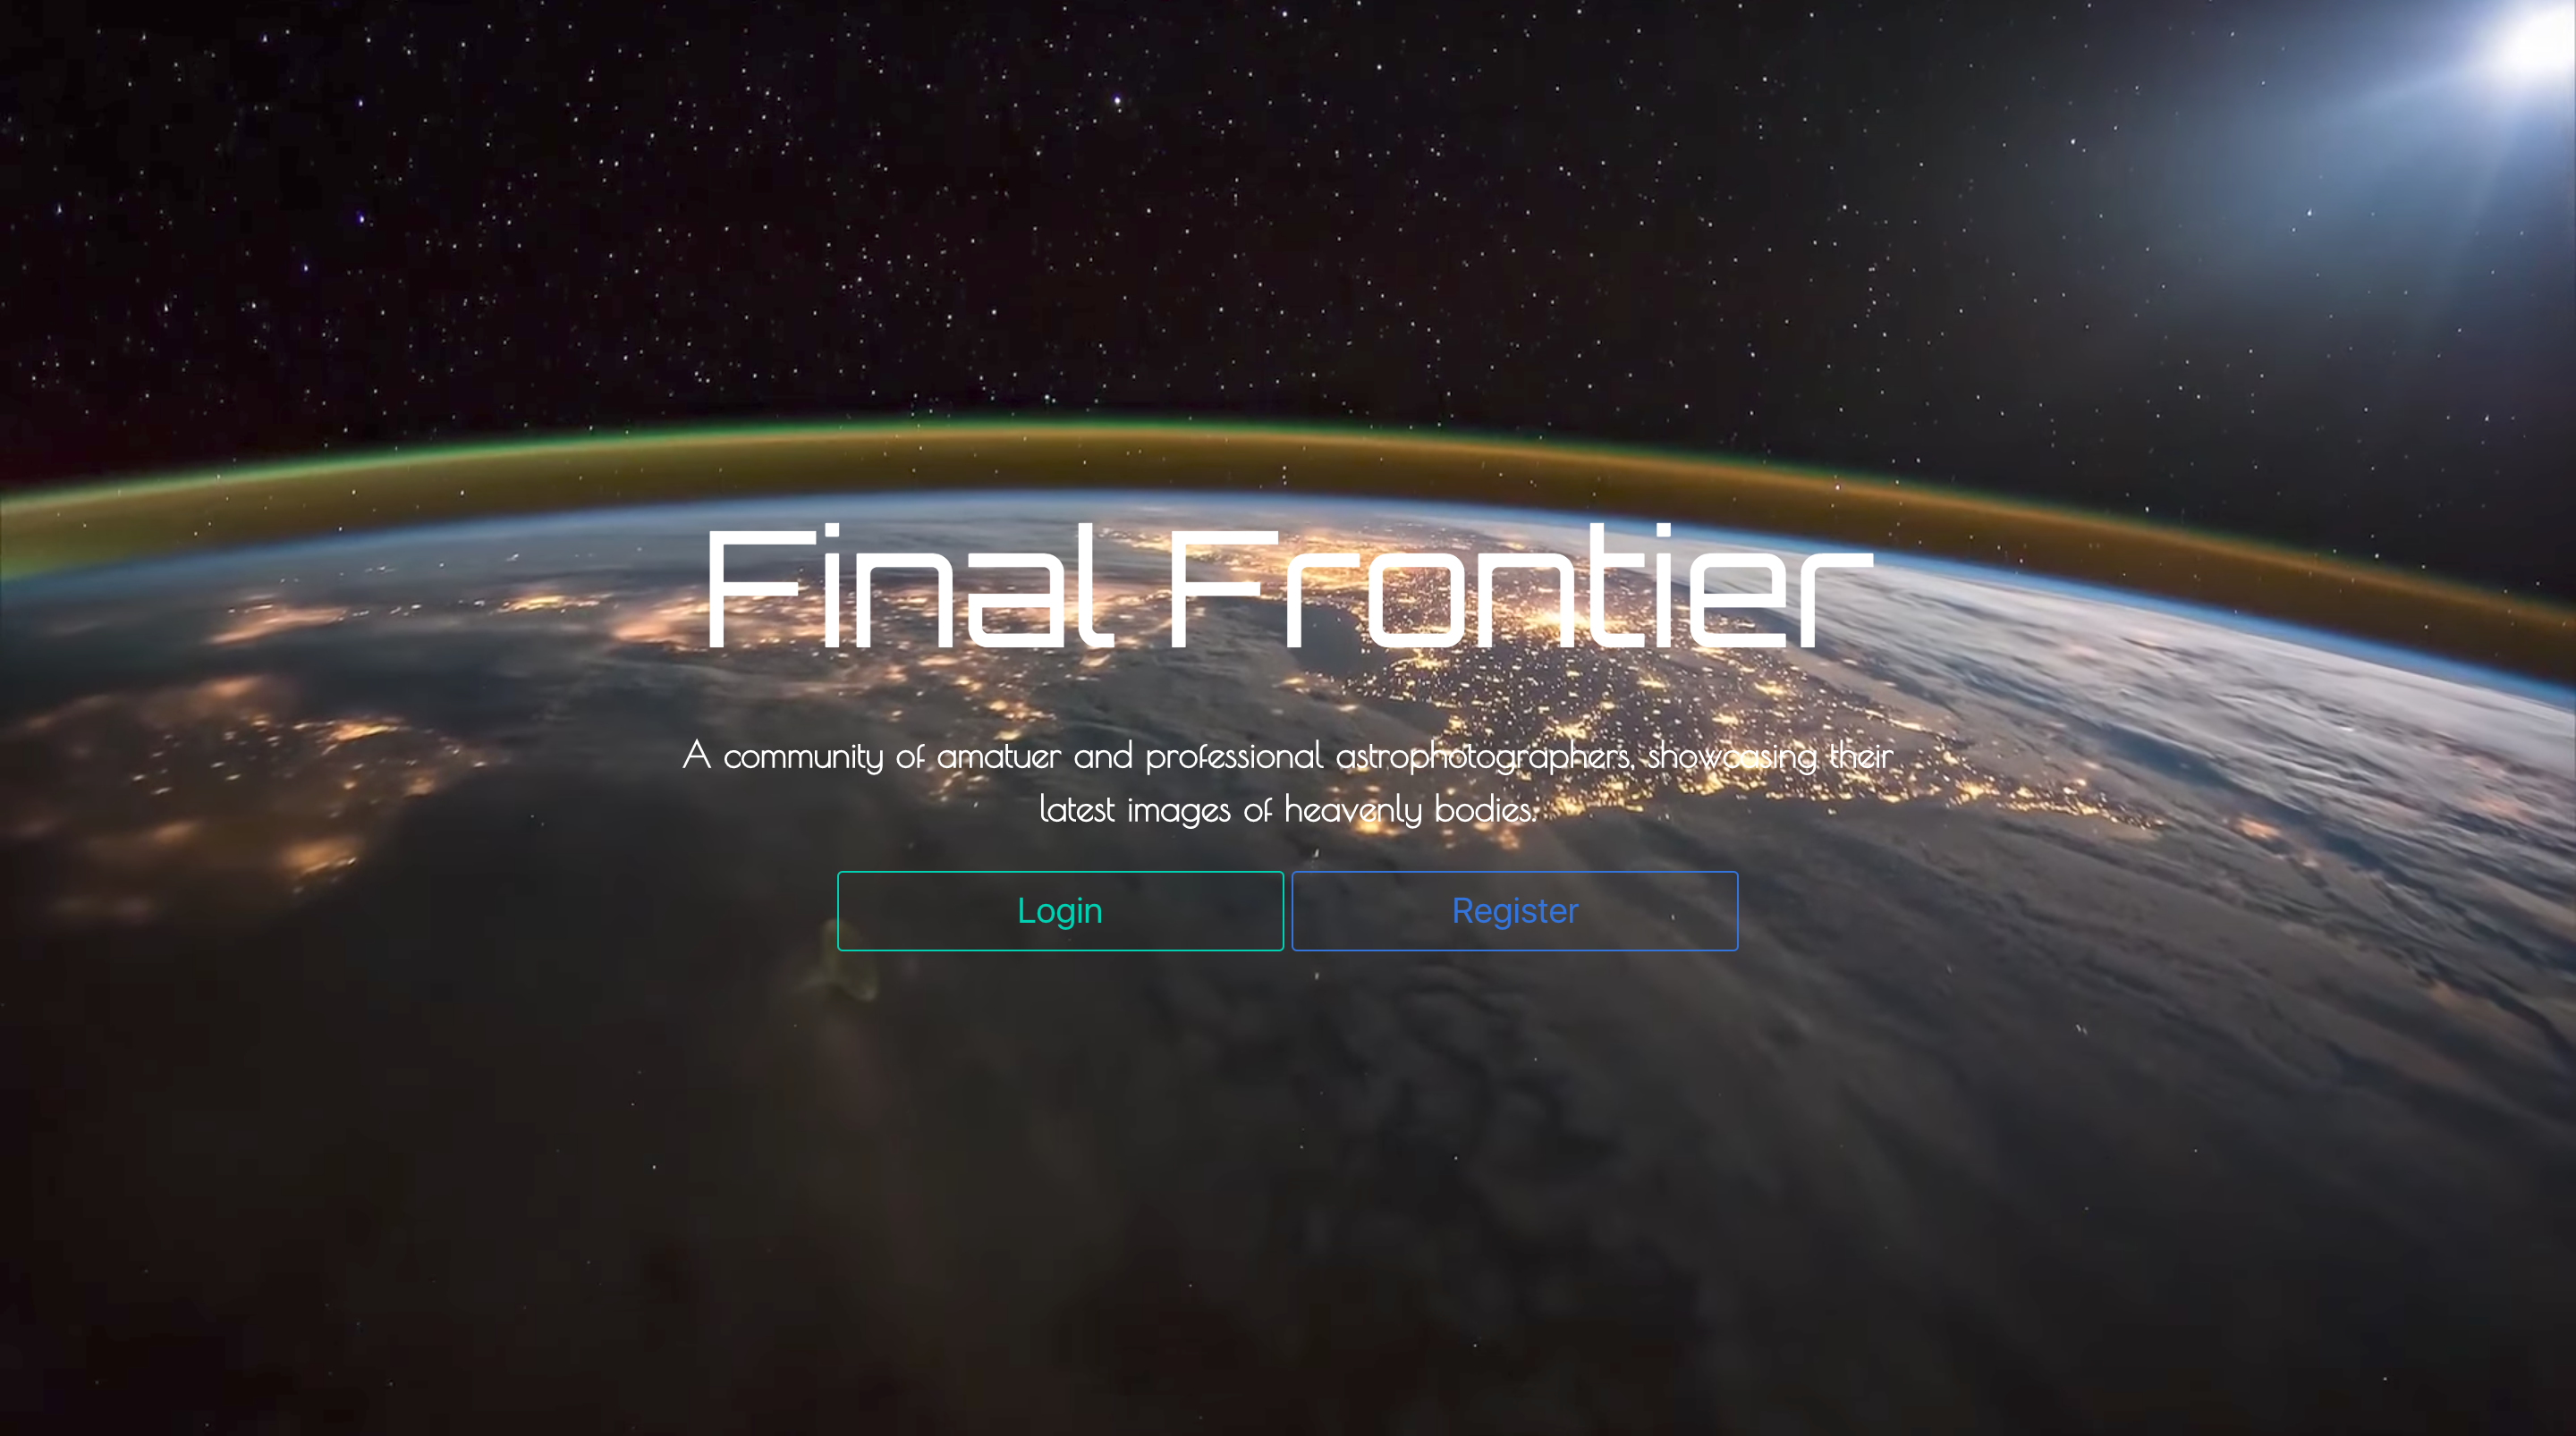 Final Frontier
A community of amatuer and professional astrophotographers, showcasing their
latest images of heavenly bodies.
Login
Register